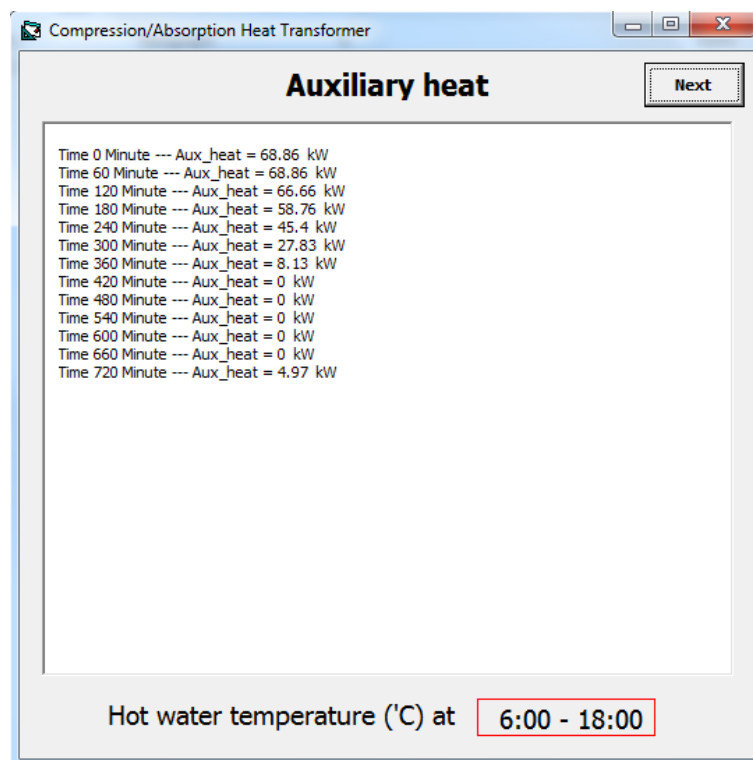 Compression/Absorption Heat Transformer
Auxiliary heat
Next
Time 0 Minute --- Aux_heat = 68.86 kW
Time 60 Minute --- Aux_heat = 68.86 kW
Time 120 Minute --- Aux_heat = 66.66 kW
Time 180 Minute --- Aux_heat = 58.76 kW
Time 240 Minute --- Aux_heat = 45.4 kW
Time 300 Minute --- Aux_heat = 27.83 kW
Time 360 Minute --- Aux_heat = 8.13 kW
Time 420 Minute --- Aux_heat = 0 kW
Time 480 Minute --- Aux_heat = 0 kW
Time 540 Minute --- Aux_heat = 0 kW
Time 600 Minute --- Aux_heat = 0 kW
Time 660 Minute --- Aux_heat = 0 kW
Time 720 Minute --- Aux_heat = 4.97 kW
Hot water temperature ('C) at 6:00 - 18:00